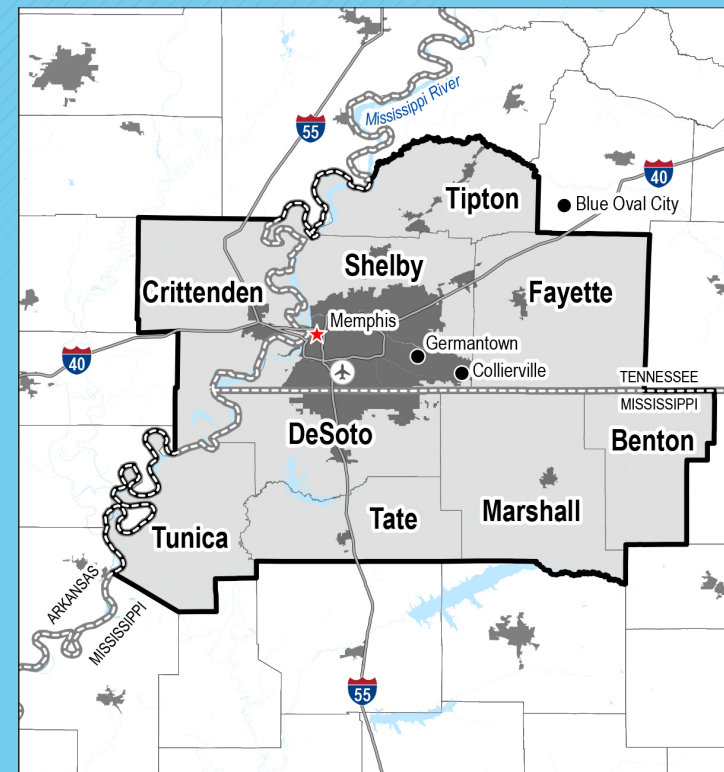 Mississippi River
55
40
Tipton
Blue Oval City
Shelby
Crittenden
Fayette
Memphis
Germantown
40
Collierville
TENNESSEE
MISSISSIPPI
DeSoto
Benton
Marshall
Tate
Tunica
ARKANSAS
MISSISSIPPI
55